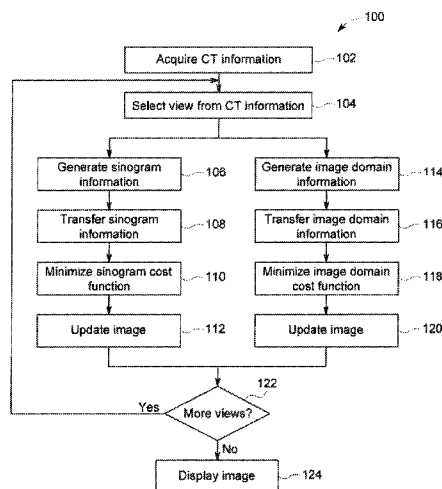 100
Acquire CT information
102
Select view from CT information
104
Generate sinogram
information
106
Generate image domain
information
114
Transfer sinogram
information
108
Transfer image domain
information
116
Minimize sinogram cost
function
110
Minimize image domain
cost function
118
Update image
112
Update image
120
122
Yes
More views?
No
Display image
124